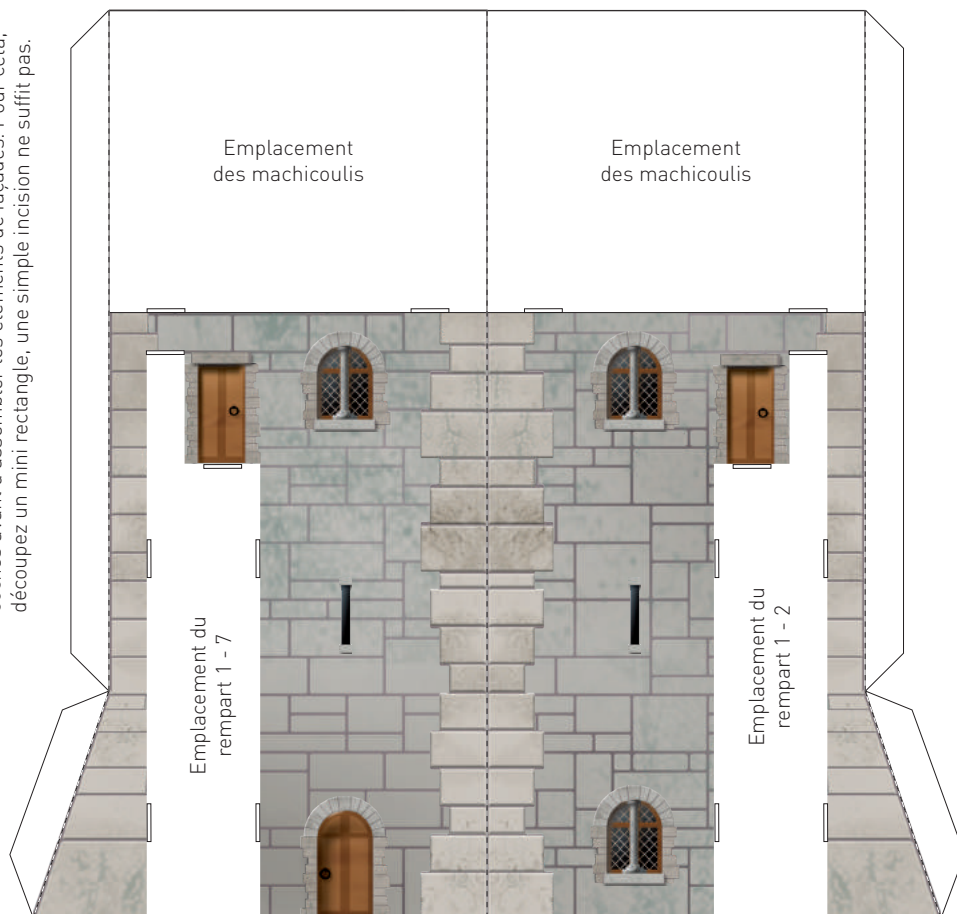 découpez un mini rectangle, une simple incision ne suffit pas.
Emplacement
des machicoulis
Emplacement
des machicoulis
Emplacement du
rempart 1 - 7
Emplacement du
rempart 1 - 2